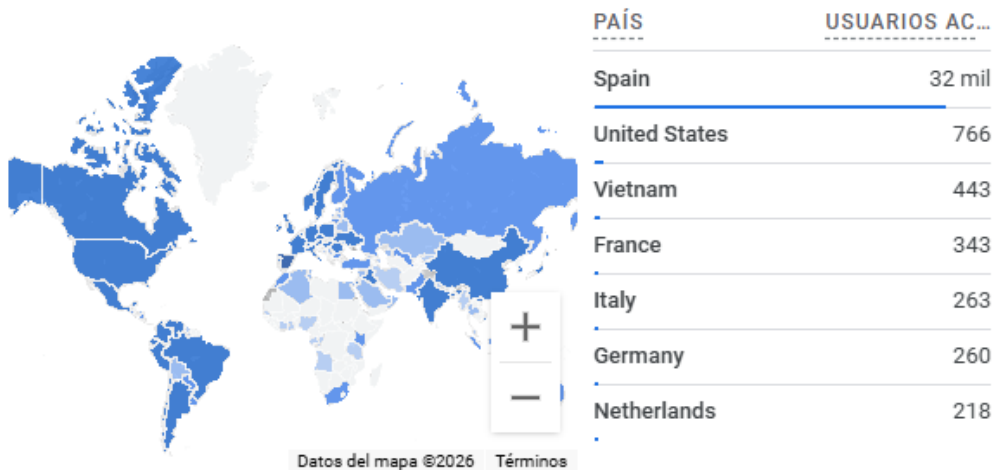 PAÍS USUARIOS AC...
Spain 32 mil
United States 766
Vietnam 443
France 343
Italy 263
Germany 260
Netherlands 218
+
−
Datos del mapa ©2026 Términos